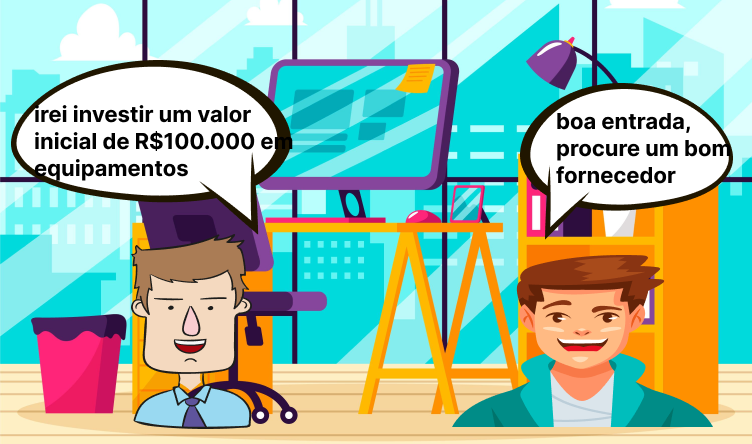 irei investir um valor
inicial de R$100.000 em
equipamentos
boa entrada,
procure um bom
fornecedor